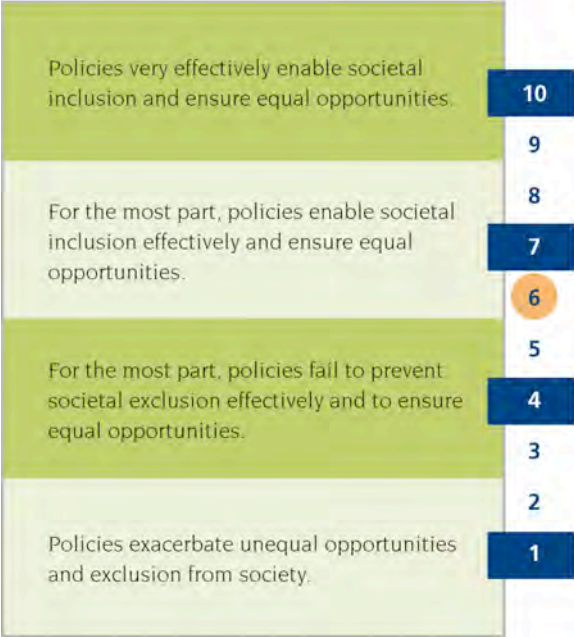 Policies very effectively enable societal
inclusion and ensure equal opportunities.
10
9
8
For the most part, policies enable societal
inclusion effectively and ensure equal
opportunities.
7
6
5
For the most part, policies fail to prevent
societal exclusion effectively and to ensure
equal opportunities.
4
3
2
Policies exacerbate unequal opportunities
and exclusion from society.
1